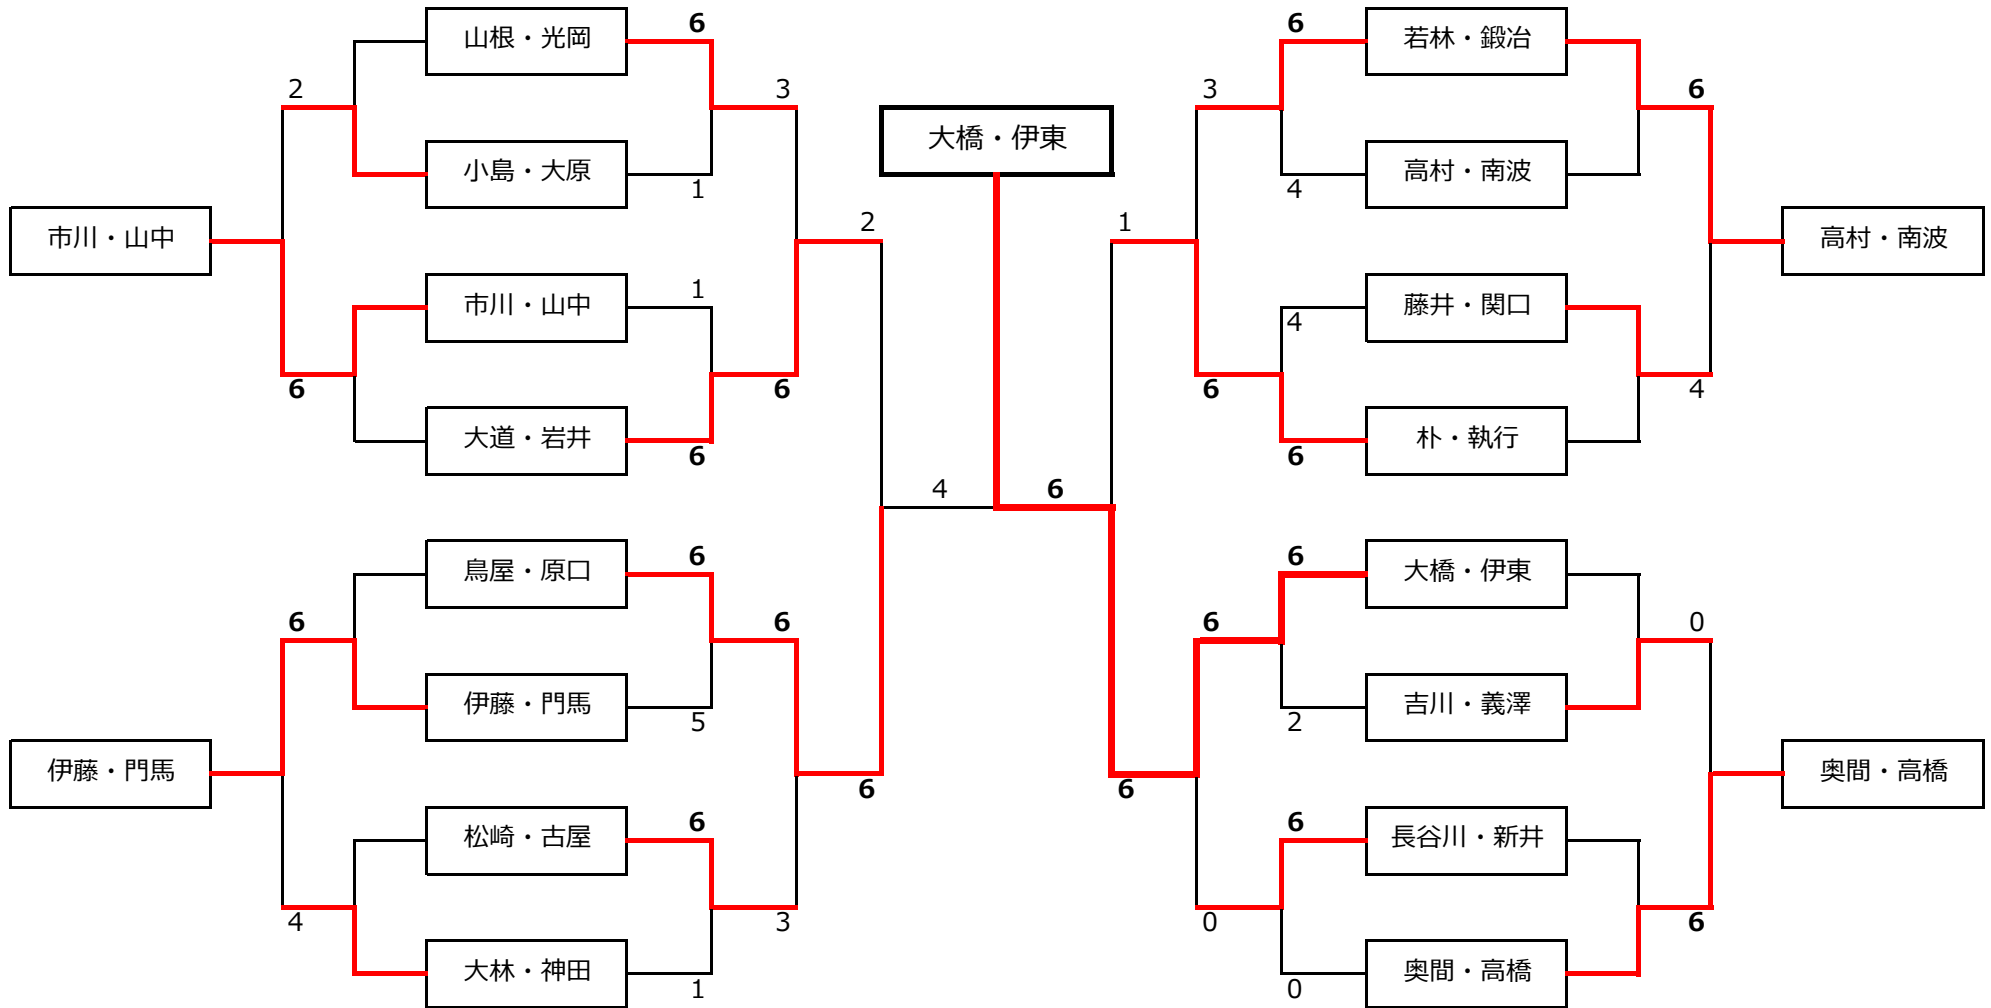 山根・光岡
6
6
若林・鍛冶
2
3
3
6
大橋・伊東
小島・大原
1
4
高村・南波
市川・山中
2
1
高村・南波
市川・山中
1
4
藤井・関口
6
6
6
4
大道・岩井
6
6
朴・執行
4
6
鳥屋・原口
6
6
大橋・伊東
6
6
6
0
伊藤・門馬
5
2
吉川・義澤
伊藤・門馬
6
6
奥間・高橋
松崎・古屋
6
6
長谷川・新井
4
3
0
6
大林・神田
1
0
奥間・高橋